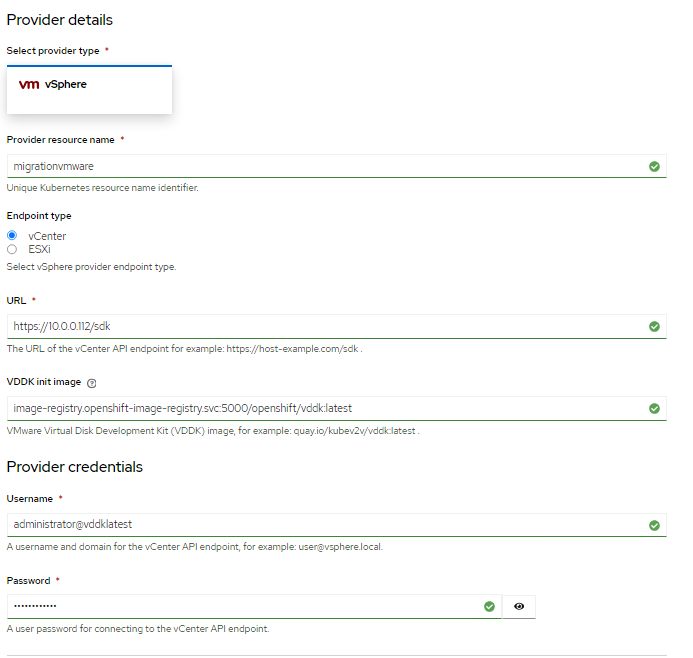 Provider details
Select provider type *
vm vSphere
Provider resource name *
migrationvmware
Unique Kubernetes resource name identifier.
Endpoint type
vCenter
ESXi
Select vSphere provider endpoint type.
URL *
https://10.0.0.112/sdk
The URL of the vCenter API endpoint for example: https://host-example.com/sdk .
VDDK init image
image-registry.openshift-image-registry.svc:5000/openshift/vddk:latest
VMware Virtual Disk Development Kit (VDDK) image, for example: quay.io/kubev2v/vddk:latest .
Provider credentials
Username *
administrator@vddklatest
A username and domain for the vCenter API endpoint, for example: user@vsphere.local.
Password *
••••••••••••
A user password for connecting to the vCenter API endpoint.